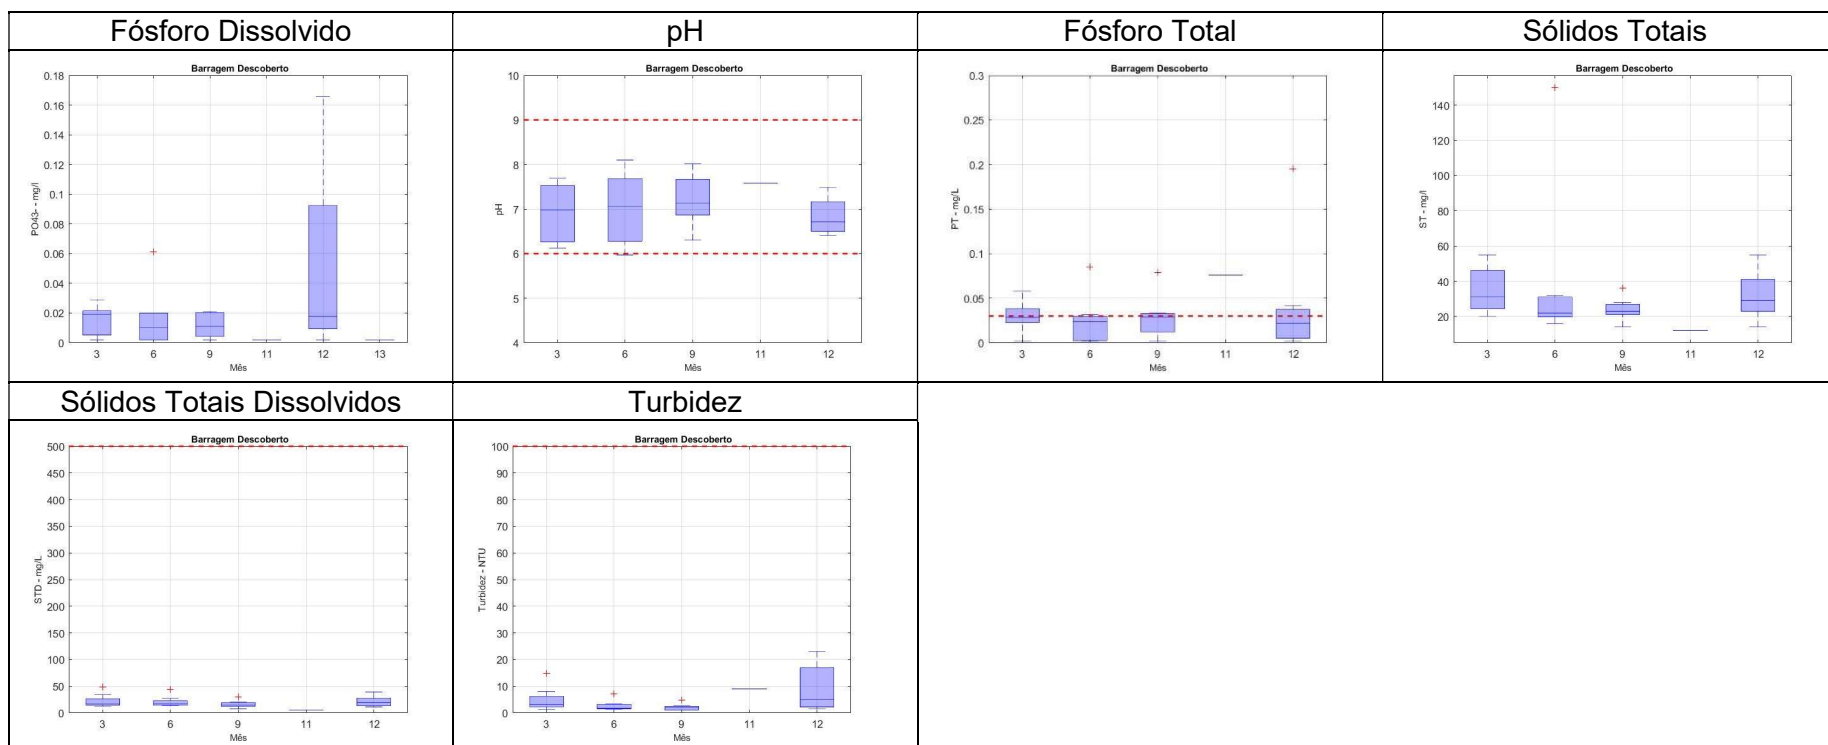 Fósforo Dissolvido
pH
Fósforo Total
Sólidos Totais
Barragem Descoberto
0.18
0.16
0.14
0.12
0.1
0.08
0.06
0.04
0.02
0
PO43- - mg/l
3 6 9 11 12 13
Mês
Barragem Descoberto
10
9
8
7
6
5
4
pH
3 6 9 11 12
Mês
Barragem Descoberto
0.3
0.25
0.2
0.15
0.1
0.05
0
PT - mg/L
3 6 9 11 12
Mês
Barragem Descoberto
140
120
100
80
60
40
20
ST - mg/l
3 6 9 11 12
Mês
Sólidos Totais Dissolvidos
Turbidez
Barragem Descoberto
500
450
400
350
300
250
200
150
100
50
0
STD - mg/L
3 6 9 11 12
Mês
Barragem Descoberto
100
90
80
70
60
50
40
30
20
10
0
Turbidez - NTU
3 6 9 11 12
Mês